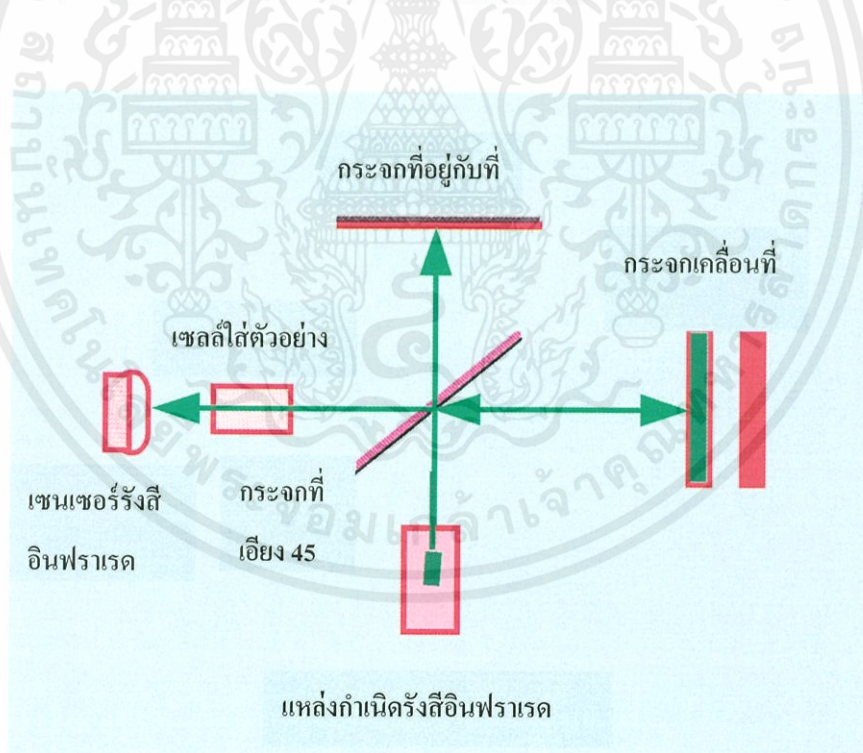 กระจกที่อยู่กับที่
กระจกเคลื่อนที่
เซลล์ใส่ตัวอย่าง
เซนเซอร์รังสี
อินฟราเรด
กระจกที่
เอียง 45
แหล่งกำเนิดรังสีอินฟราเรด